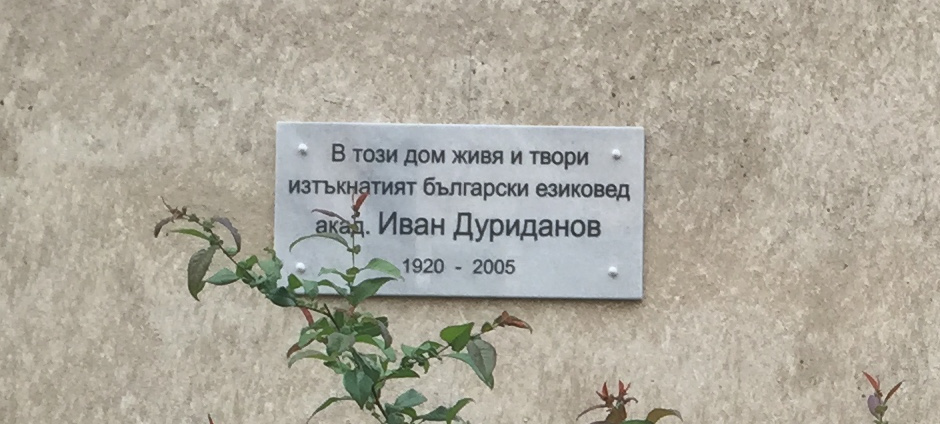 В този дом живя и твори
изтъкнатият български езиковед
акад. Иван Дуриданов
1920 - 2005